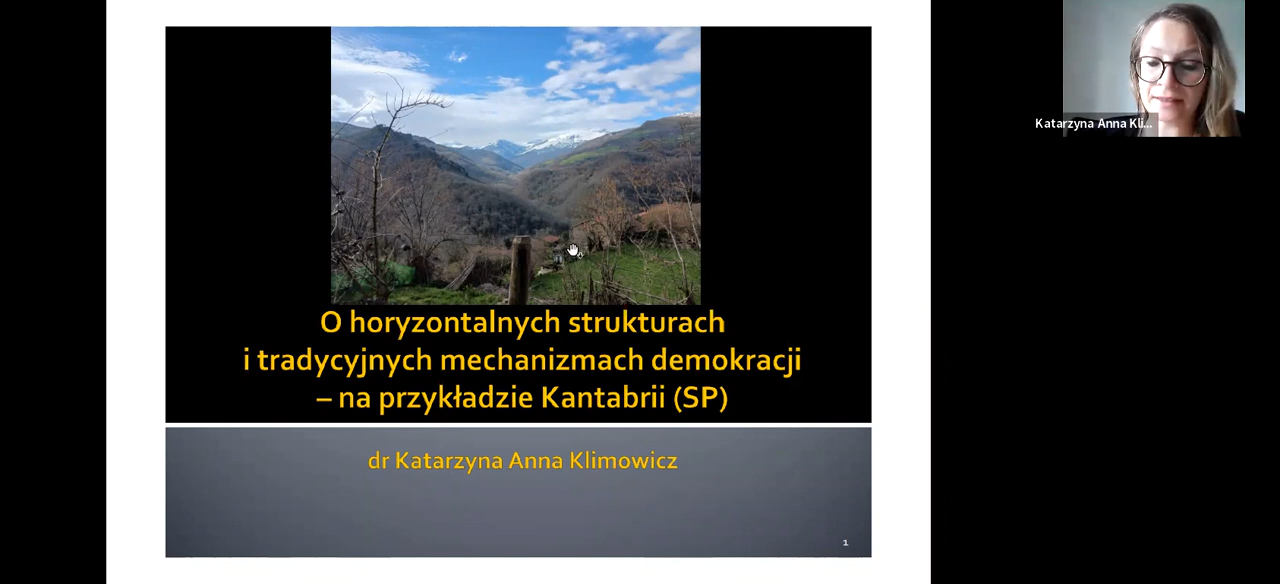 Katarzyna Anna Kli...
O horyzontalnych strukturach
i tradycyjnych mechanizmach demokracji
– na przykładzie Kantabrii (SP)
dr Katarzyna Anna Klimowicz
1